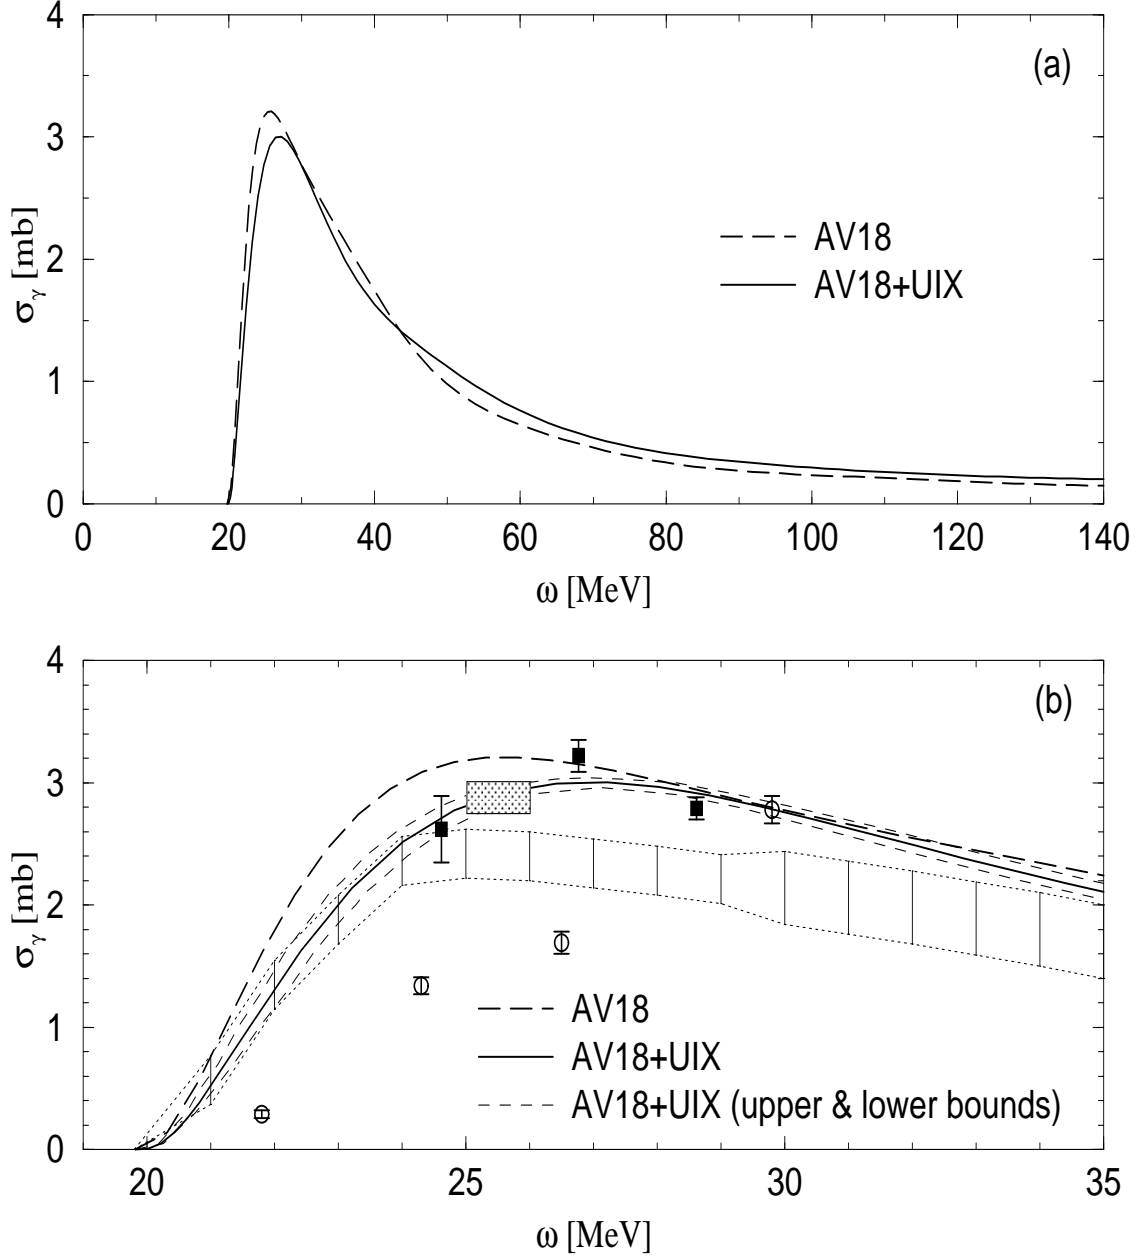 4
(a)
3
σγ [mb]
2
AV18
AV18+UIX
1
0
0 20 40 60 80 100 120 140
ω [MeV]
4
(b)
3
σγ [mb]
2
1
AV18
AV18+UIX
AV18+UIX (upper & lower bounds)
0
20 25 30 35
ω [MeV]